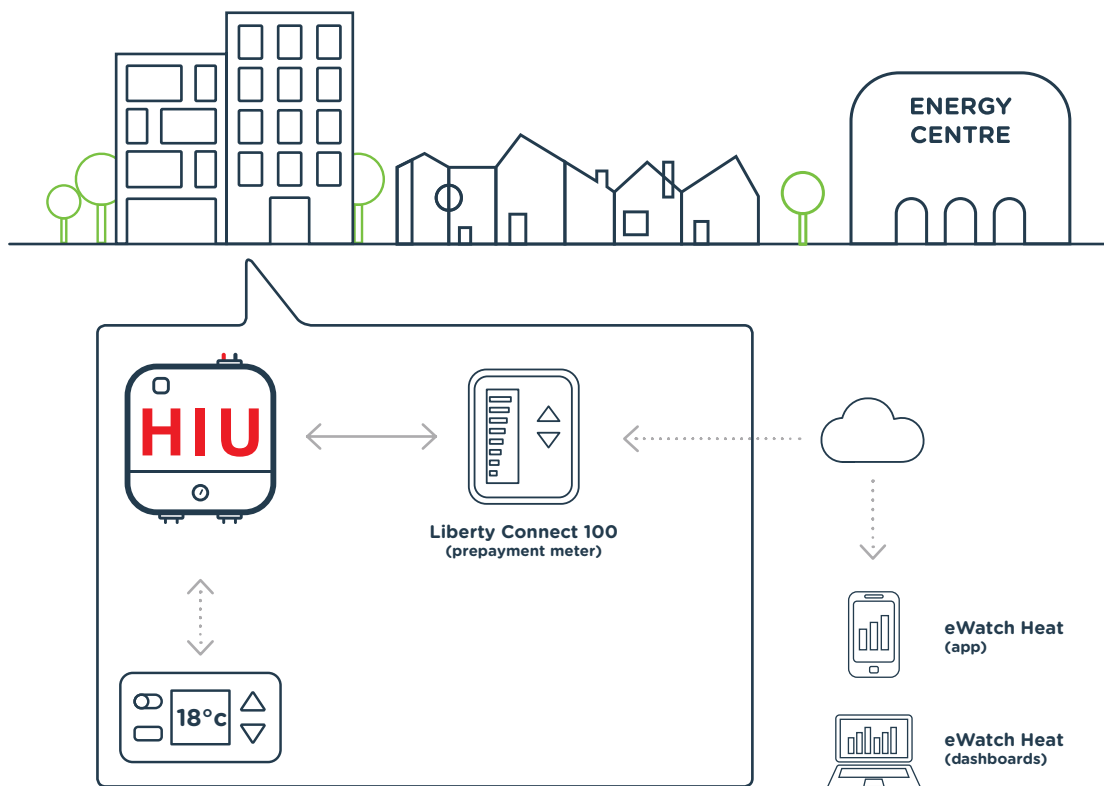 ENERGY
CENTRE
HIU
Liberty Connect 100
(prepayment meter)
eWatch Heat
(app)
18°c
eWatch Heat
(dashboards)